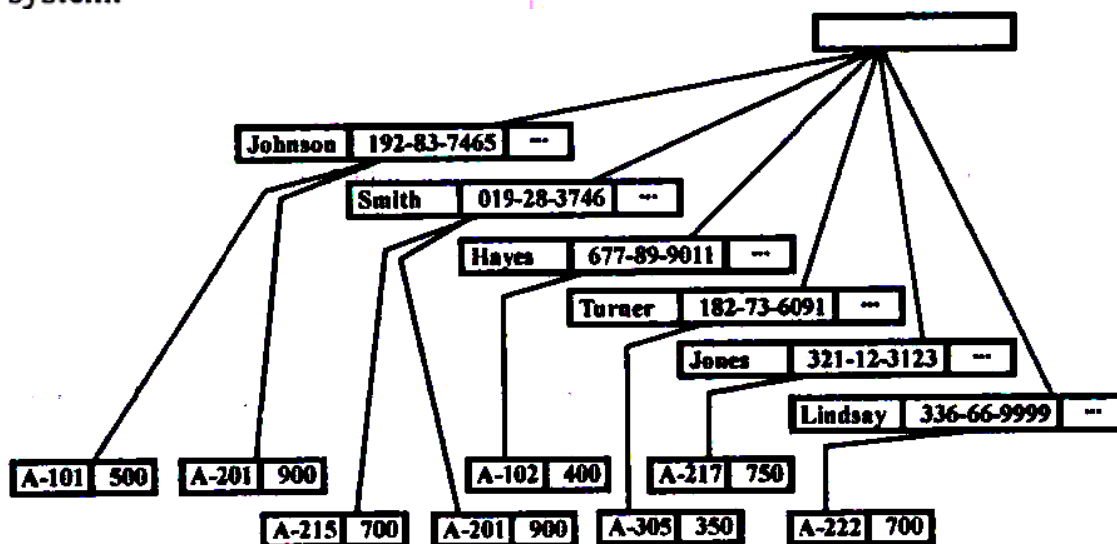 system.
Johnson 192-83-7465 ...
Smith 019-28-3746 ...
Hayes 677-89-9011 ...
Turner 182-73-6091 ...
Jones 321-12-3123 ...
Lindsay 336-66-9999 ...
A-101 500 A-201 900 A-102 400 A-217 750
A-215 700 A-201 900 A-305 350 A-222 700